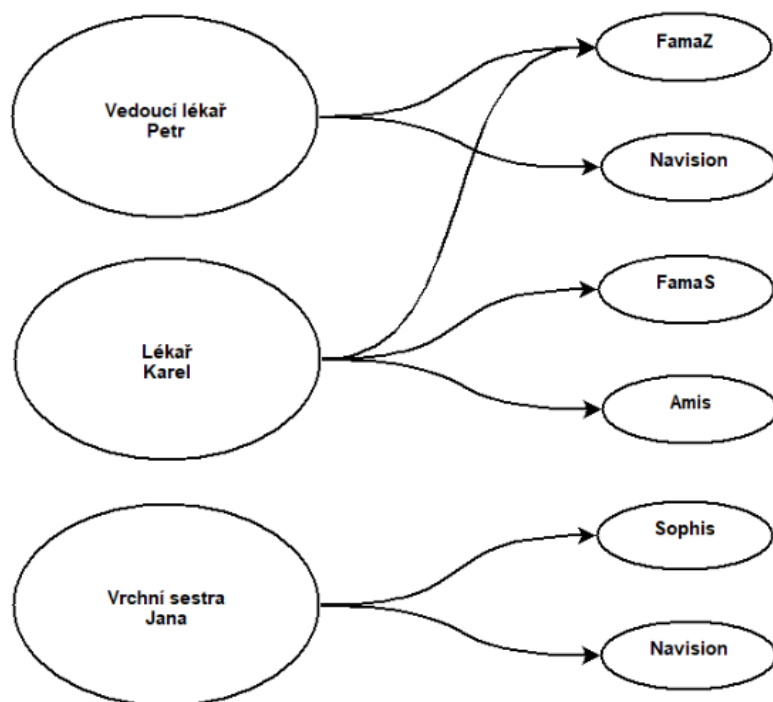 FamaZ
Vedoucí lékař
Petr
Navision
FamaS
Lékař
Karel
Amis
Sophis
Vrchní sestra
Jana
Navision